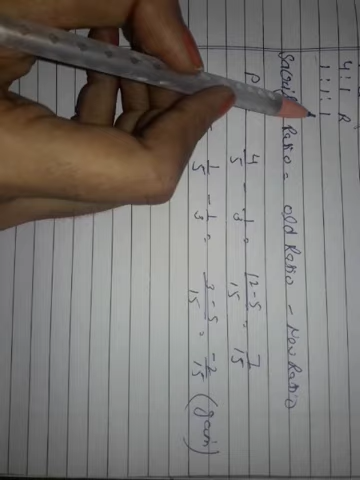 4 : 1 R
1 : 1 : 1
Ratio = old Ratio - New Ratio
P 4/5 - 1/3 = 12-5/15 = 7/15
1/5 - 1/3 = 3-5/15 = -2/15 (gain)